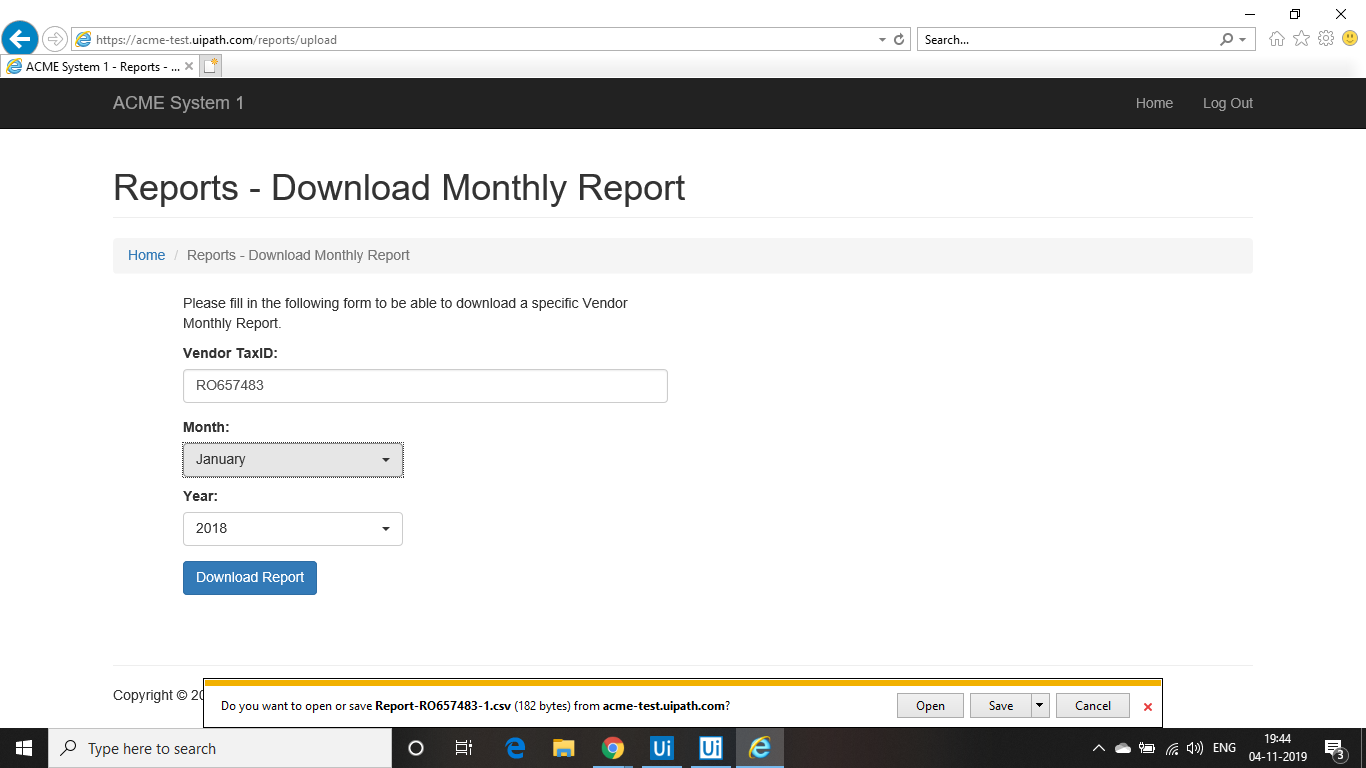 https://acme-test.uipath.com/reports/upload
Search...
ACME System 1 - Reports - ...
ACME System 1
Home
Log Out
Reports - Download Monthly Report
Home / Reports - Download Monthly Report
Please fill in the following form to be able to download a specific Vendor
Monthly Report.
Vendor TaxID:
RO657483
Month:
January
Year:
2018
Download Report
Copyright © 20
Do you want to open or save Report-RO657483-1.csv (182 bytes) from acme-test.uipath.com?
Open
Save
Cancel
Type here to search
Ui
Ui
ENG
19:44
04-11-2019
3